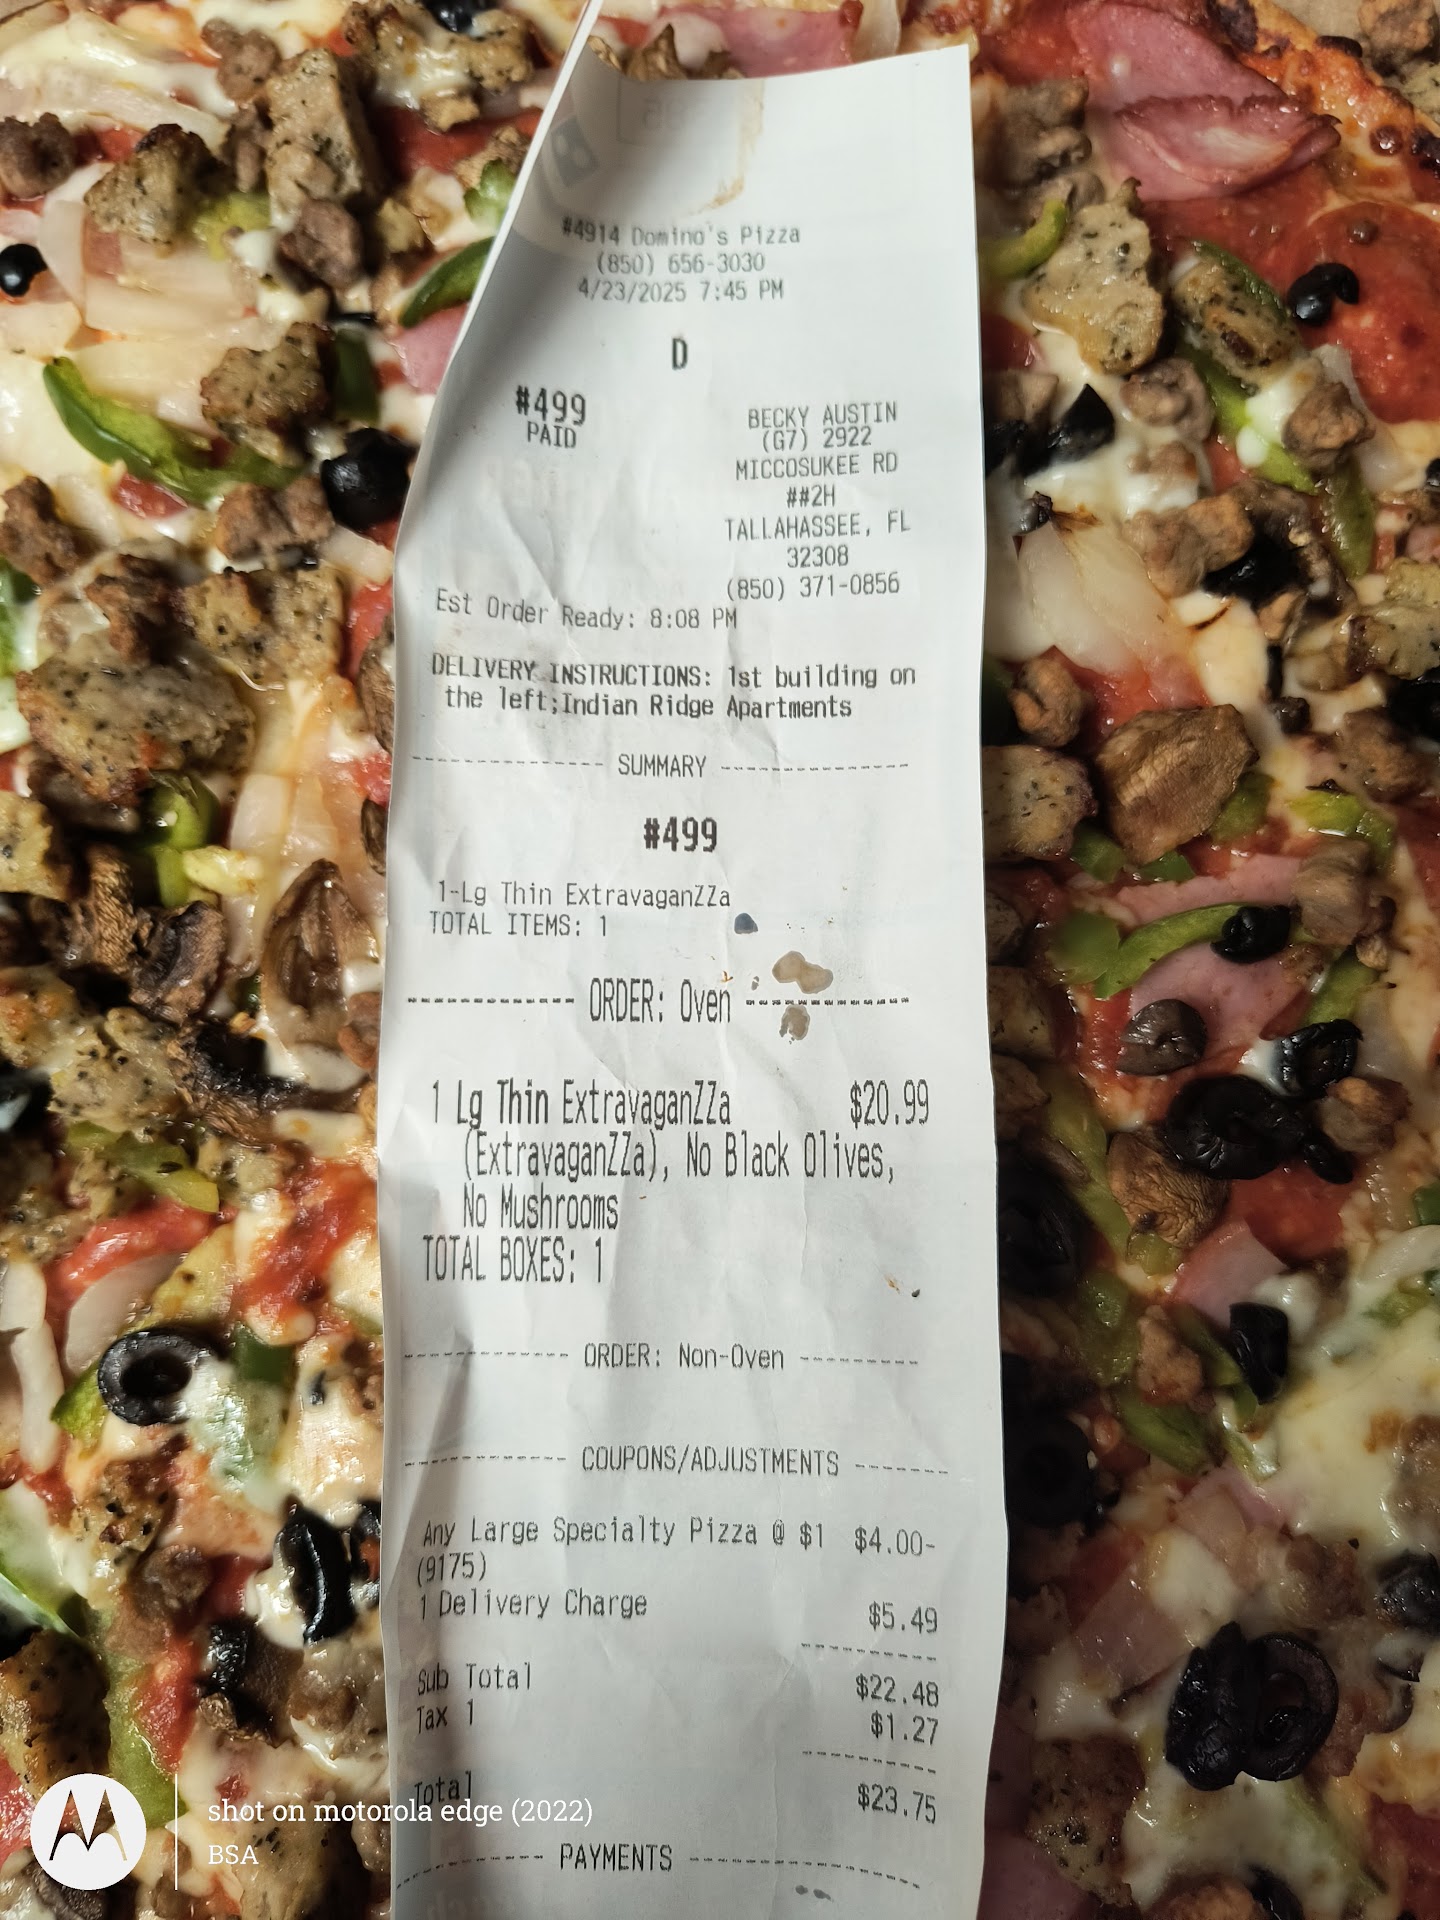 #4914 Domino's Pizza
(850) 656-3030
4/23/2025 7:45 PM
D
#499
PAID
BECKY AUSTIN
(G7) 2922
MICCOSUKEE RD
##2H
TALLAHASSEE, FL
32308
(850) 371-0856
Est Order Ready: 8:08 PM
DELIVERY INSTRUCTIONS: 1st building on
the left;Indian Ridge Apartments
SUMMARY
#499
1-Lg Thin ExtravaganZZa
TOTAL ITEMS: 1
ORDER: Oven
1 Lg Thin ExtravaganZZa $20.99
(ExtravaganZZa), No Black Olives,
No Mushrooms
TOTAL BOXES: 1
ORDER: Non-Oven
COUPONS/ADJUSTMENTS
Any Large Specialty Pizza @ $1 $4.00-
(9175)
1 Delivery Charge $5.49
Sub Total $22.48
Tax 1 $1.27
Total $23.75
PAYMENTS
shot on motorola edge (2022)
BSA